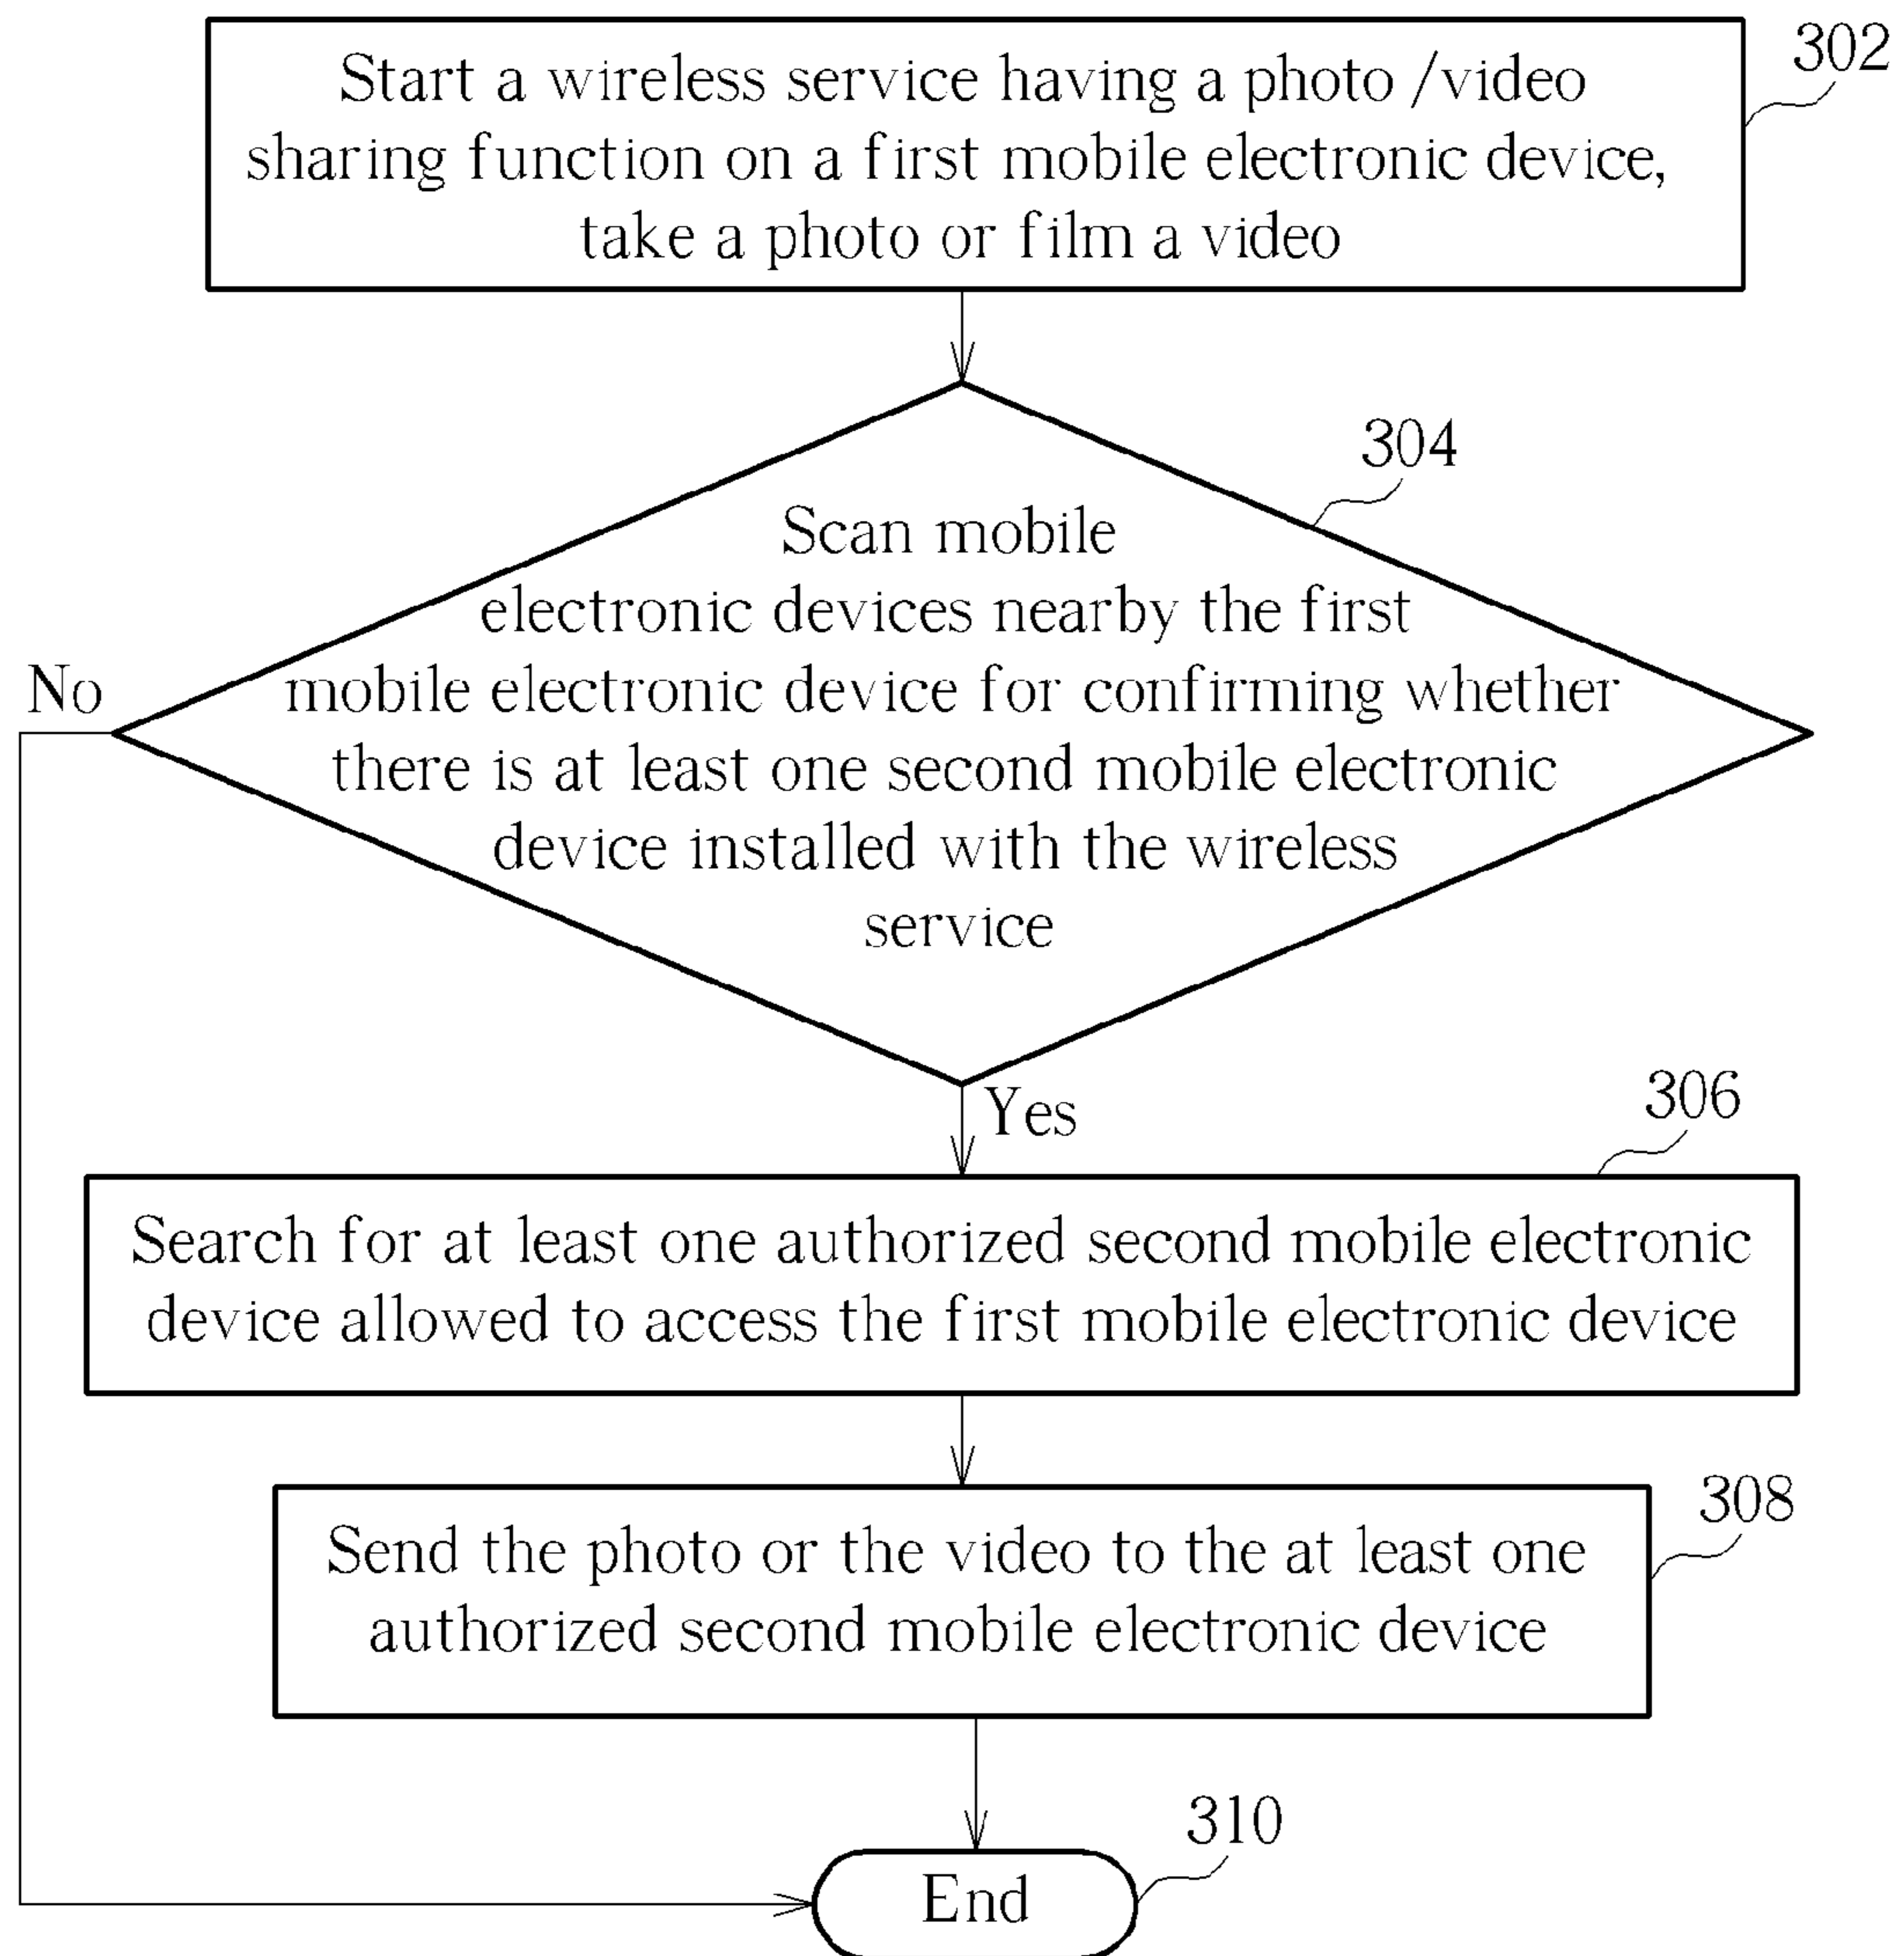 302
Start a wireless service having a photo /video
sharing function on a first mobile electronic device,
take a photo or film a video
304
Scan mobile
electronic devices nearby the first
mobile electronic device for confirming whether
there is at least one second mobile electronic
device installed with the wireless
service
No
Yes
306
Search for at least one authorized second mobile electronic
device allowed to access the first mobile electronic device
308
Send the photo or the video to the at least one
authorized second mobile electronic device
310
End